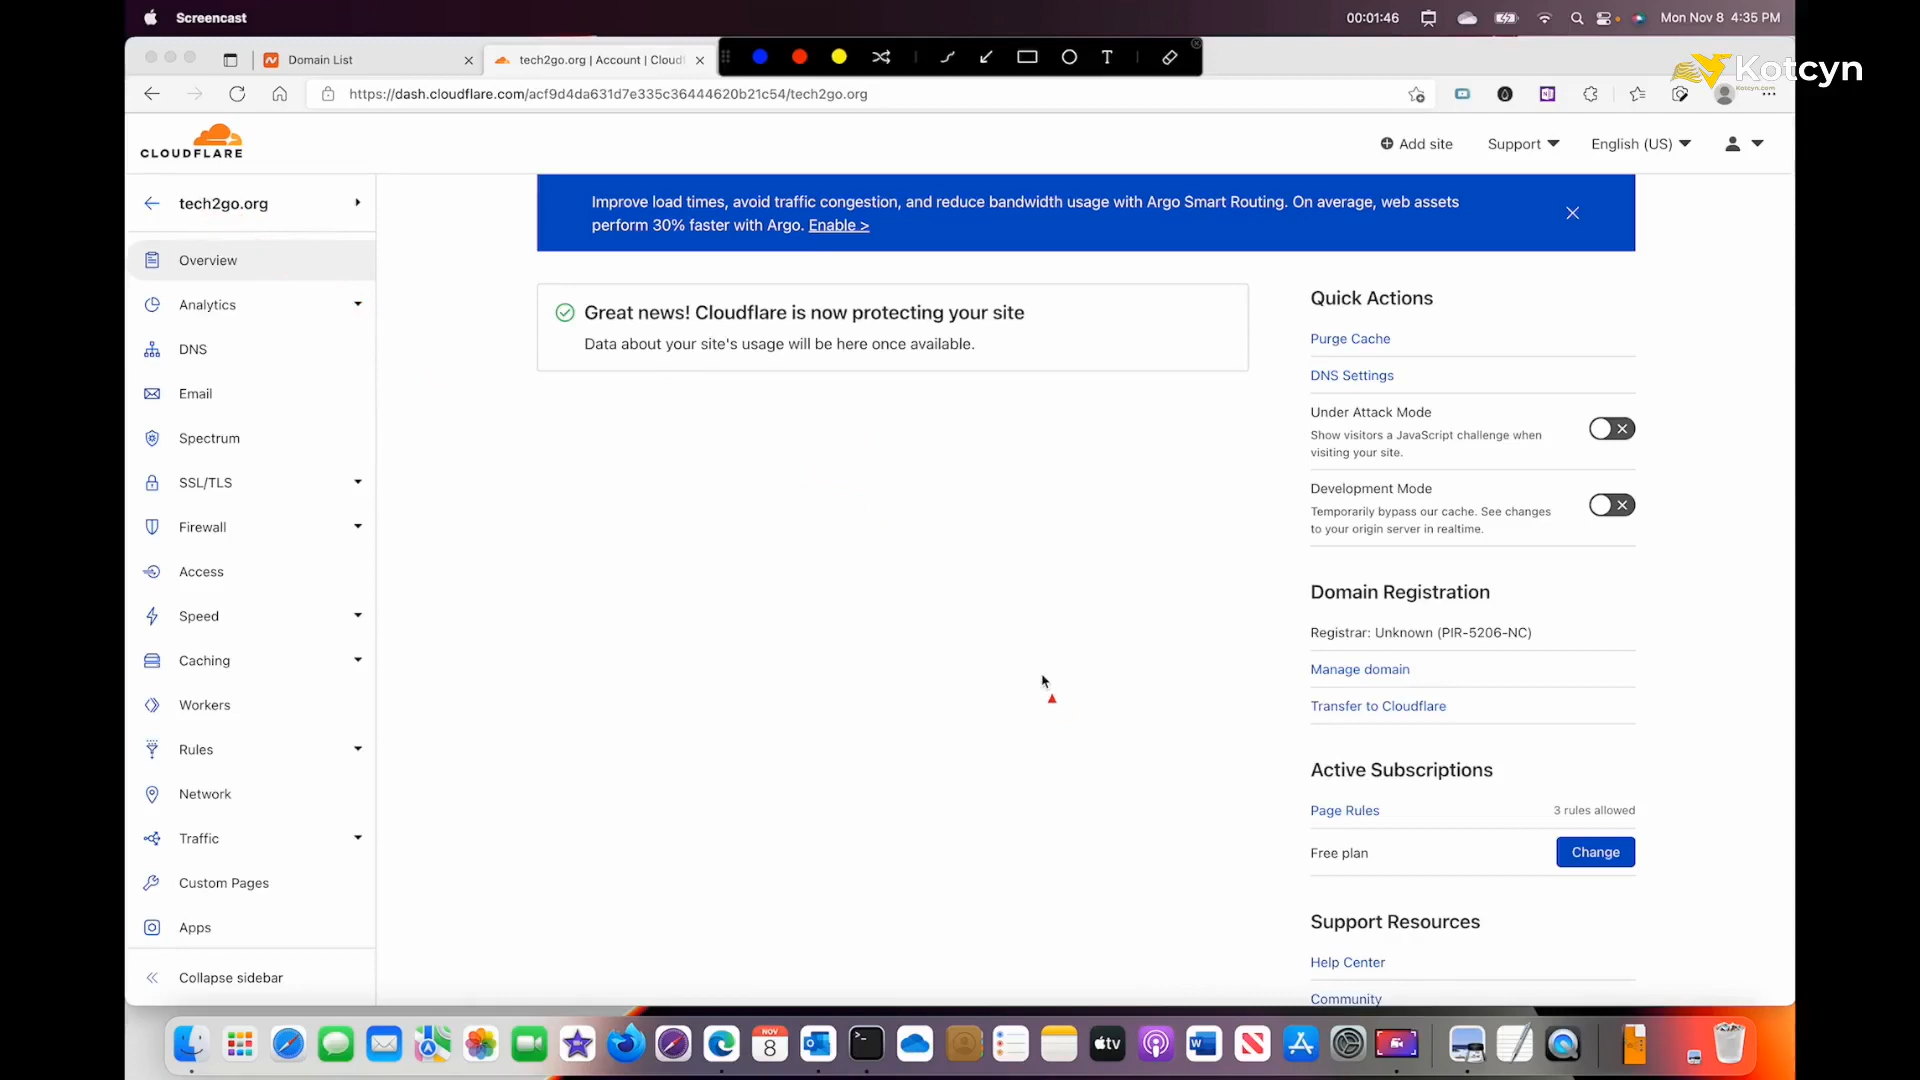 Screencast
00:01:46
Mon Nov 8 4:35 PM
Domain List
tech2go.org | Account | Cloudf
T
Kotcyn
Kotcyn.com
https://dash.cloudflare.com/acf9d4da631d7e335c36444620b21c54/tech2go.org
CLOUDFLARE
Add site
Support
English (US)
tech2go.org
Overview
Analytics
DNS
Email
Spectrum
SSL/TLS
Firewall
Access
Speed
Caching
Workers
Rules
Network
Traffic
Custom Pages
Apps
Collapse sidebar
Improve load times, avoid traffic congestion, and reduce bandwidth usage with Argo Smart Routing. On average, web assets
perform 30% faster with Argo. Enable >
Great news! Cloudflare is now protecting your site
Data about your site's usage will be here once available.
Quick Actions
Purge Cache
DNS Settings
Under Attack Mode
Show visitors a JavaScript challenge when
visiting your site.
Development Mode
Temporarily bypass our cache. See changes
to your origin server in realtime.
Domain Registration
Registrar: Unknown (PIR-5206-NC)
Manage domain
Transfer to Cloudflare
Active Subscriptions
Page Rules
3 rules allowed
Free plan
Change
Support Resources
Help Center
Community
NOV
8
tv
W